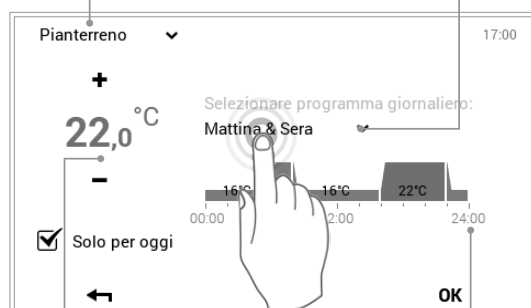 Pianterreno
17:00
+
22,0°C
−
Selezionare programma giornaliero:
Mattina & Sera
16°C 16°C 22°C
00:00 24:00
Solo per oggi
OK